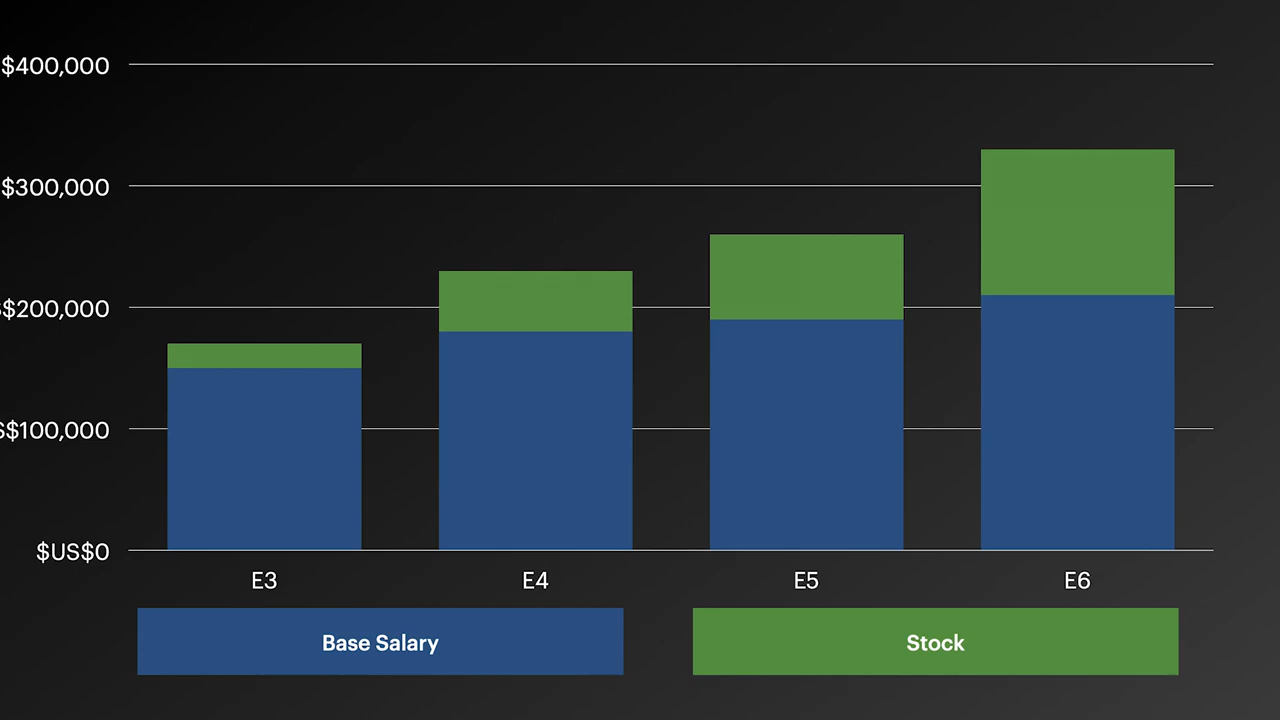 $400,000
$300,000
$200,000
$100,000
$US$0
E3 E4 E5 E6
Base Salary Stock